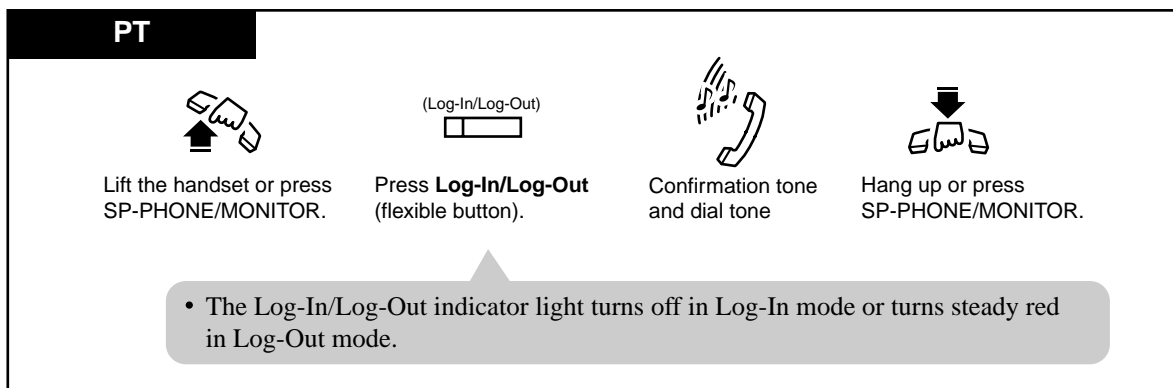 PT
(Log-In/Log-Out)
Lift the handset or press
SP-PHONE/MONITOR.
Press Log-In/Log-Out
(flexible button).
Confirmation tone
and dial tone
Hang up or press
SP-PHONE/MONITOR.
• The Log-In/Log-Out indicator light turns off in Log-In mode or turns steady red
in Log-Out mode.